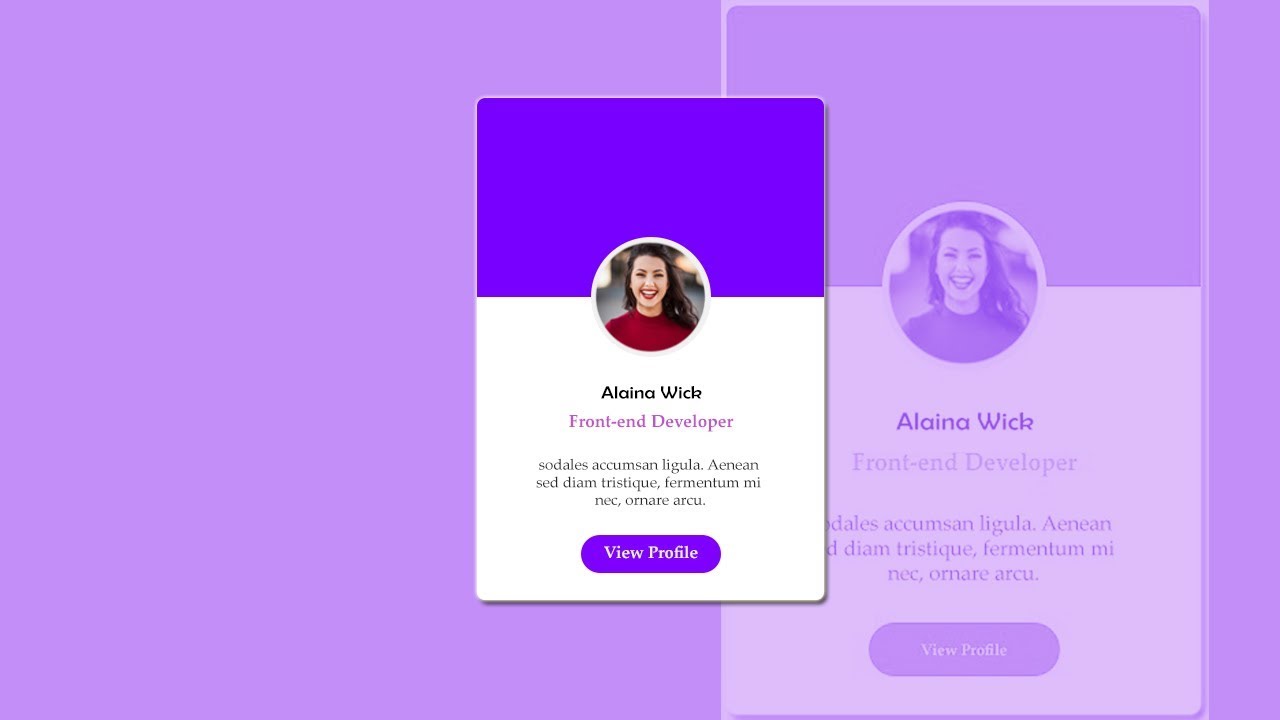 Alaina Wick
Front-end Developer
sodales accumsan ligula. Aenean
sed diam tristique, fermentum mi
nec, ornare arcu.
View Profile
Alaina Wick
Front-end Developer
odales accumsan ligula. Aenean
d diam tristique, fermentum mi
nec, ornare arcu.
View Profile